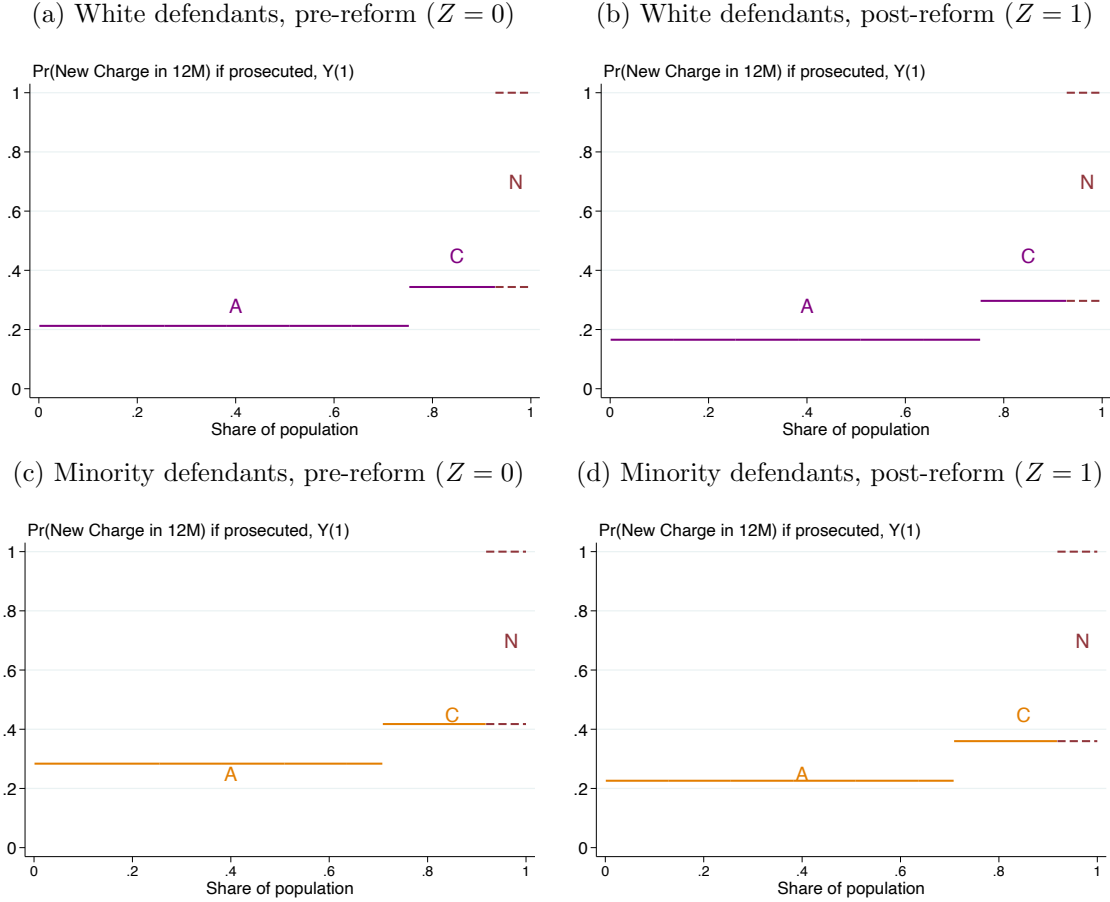 (a) White defendants, pre-reform (Z = 0)
Pr(New Charge in 12M) if prosecuted, Y(1)
1
.8
.6
.4
.2
0
N
C
A
0 .2 .4 .6 .8 1
Share of population
(b) White defendants, post-reform (Z = 1)
Pr(New Charge in 12M) if prosecuted, Y(1)
1
.8
.6
.4
.2
0
N
C
A
0 .2 .4 .6 .8 1
Share of population
(c) Minority defendants, pre-reform (Z = 0)
Pr(New Charge in 12M) if prosecuted, Y(1)
1
.8
.6
.4
.2
0
N
C
A
0 .2 .4 .6 .8 1
Share of population
(d) Minority defendants, post-reform (Z = 1)
Pr(New Charge in 12M) if prosecuted, Y(1)
1
.8
.6
.4
.2
0
N
C
A
0 .2 .4 .6 .8 1
Share of population